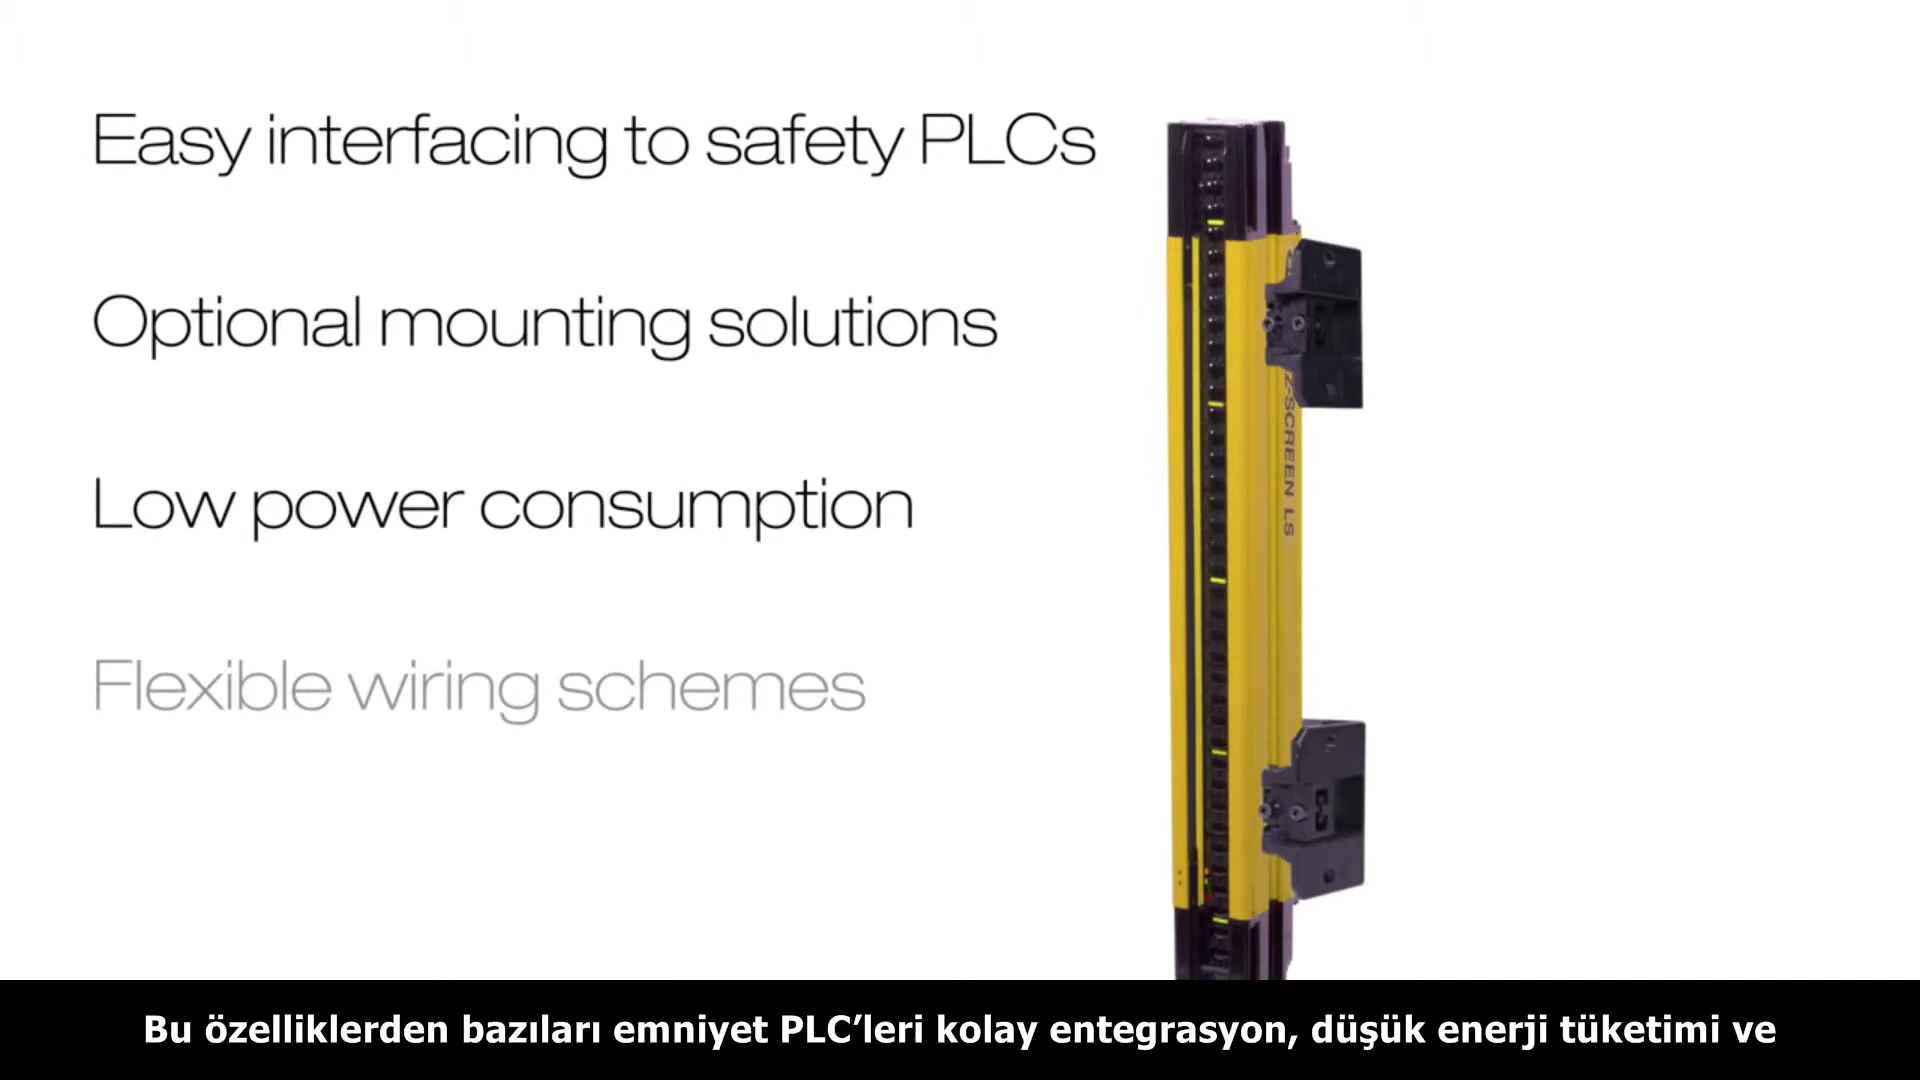 Easy interfacing to safety PLCs
Optional mounting solutions
Low power consumption
Flexible wiring schemes
Z-SCREEN LS
Bu özelliklerden bazıları emniyet PLC’leri kolay entegrasyon, düşük enerji tüketimi ve